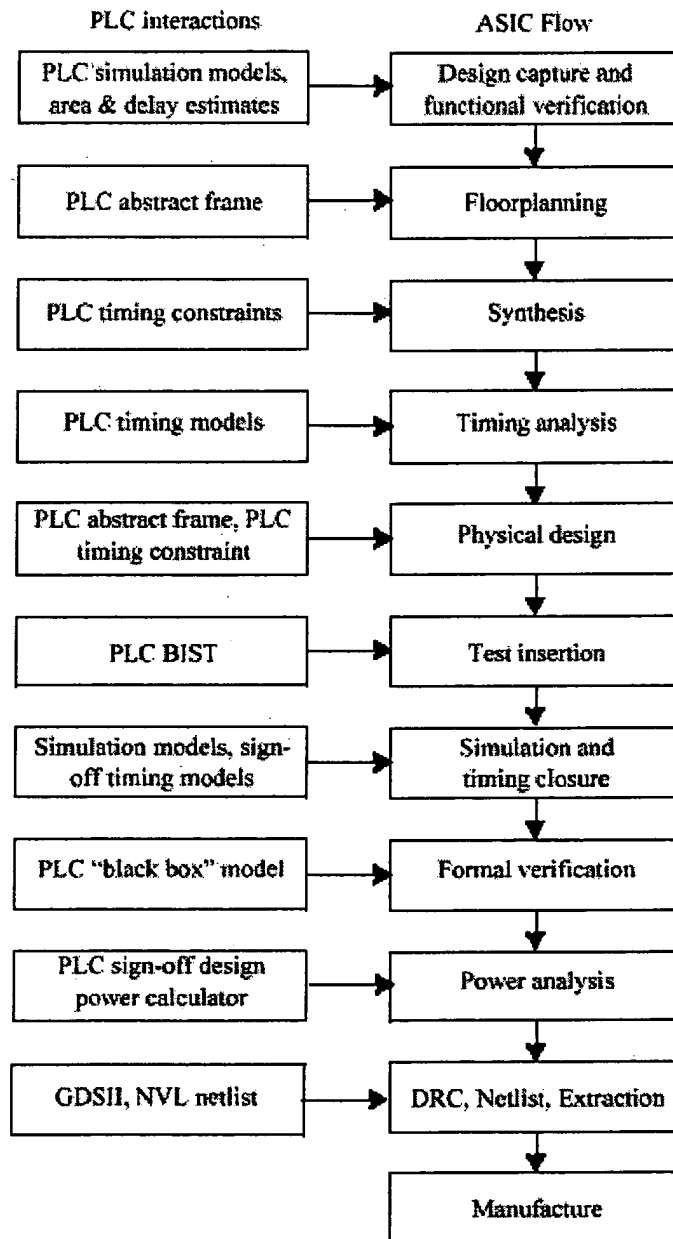 PLC interactions
ASIC Flow
PLC simulation models,
area & delay estimates
Design capture and
functional verification
PLC abstract frame
Floorplanning
PLC timing constraints
Synthesis
PLC timing models
Timing analysis
PLC abstract frame, PLC
timing constraint
Physical design
PLC BIST
Test insertion
Simulation models, sign-
off timing models
Simulation and
timing closure
PLC “black box” model
Formal verification
PLC sign-off design
power calculator
Power analysis
GDSII, NVL netlist
DRC, Netlist, Extraction
Manufacture